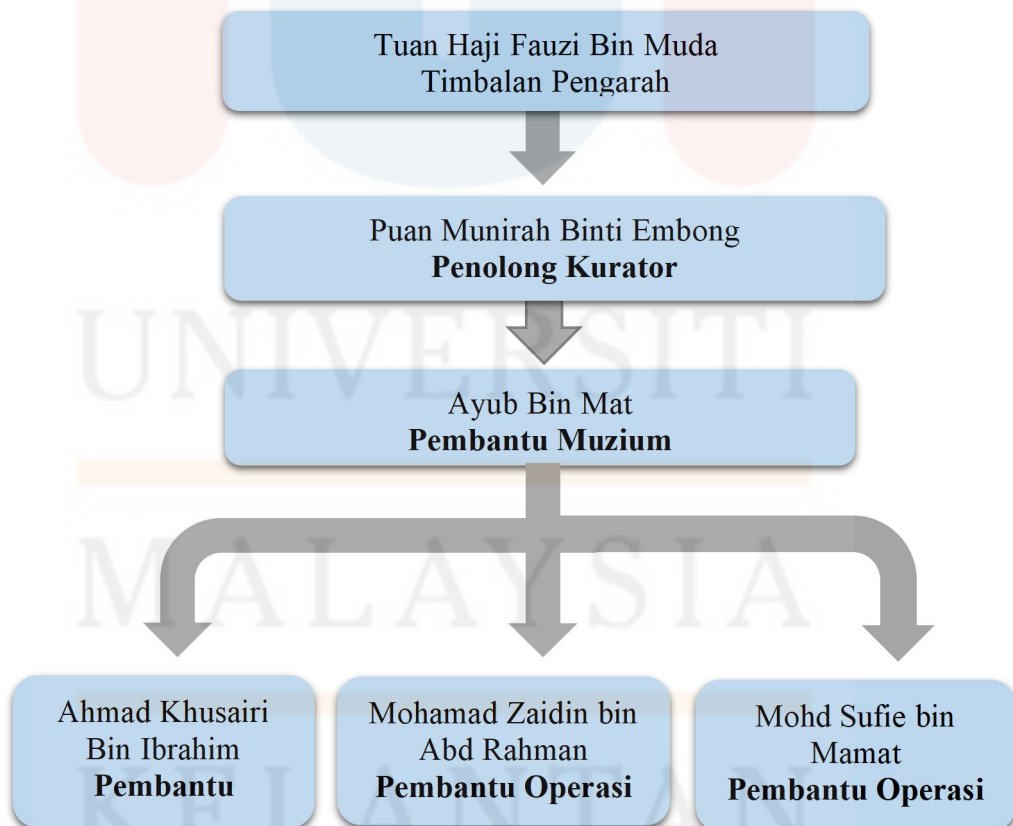 Tuan Haji Fauzi Bin Muda
Timbalan Pengarah
Puan Munirah Binti Embong
Penolong Kurator
UNIVERSITI
Ayub Bin Mat
Pembantu Muzium
MALAYSIA
Ahmad Khusairi
Bin Ibrahim
Pembantu
Mohamad Zaidin bin
Abd Rahman
Pembantu Operasi
Mohd Sufie bin
Mamat
Pembantu Operasi
KELANTAN